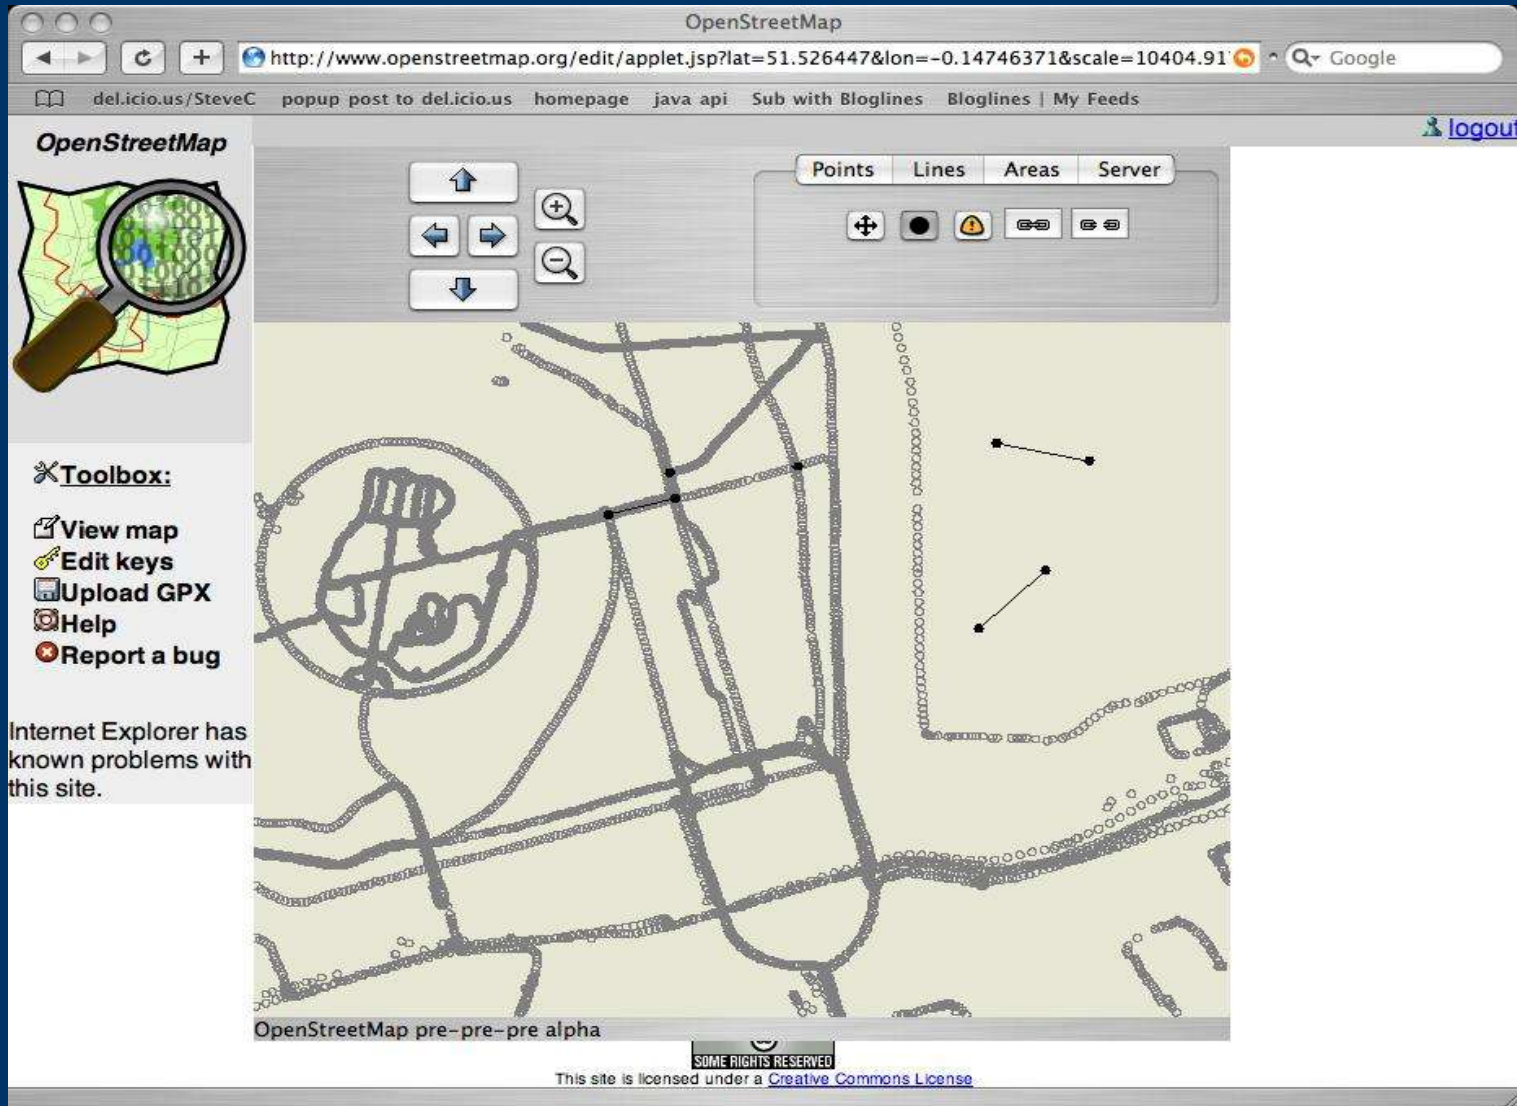 OpenStreetMap
http://www.openstreetmap.org/edit/applet.jsp?lat=51.526447&lon=-0.14746371&scale=10404.91
Google
del.icio.us/SteveC popup post to del.icio.us homepage java api Sub with Bloglines Bloglines | My Feeds
logout
OpenStreetMap
Points Lines Areas Server
Toolbox:
View map
Edit keys
Upload GPX
Help
Report a bug
Internet Explorer has
known problems with
this site.
OpenStreetMap pre-pre-pre alpha
SOME RIGHTS RESERVED
This site is licensed under a Creative Commons License